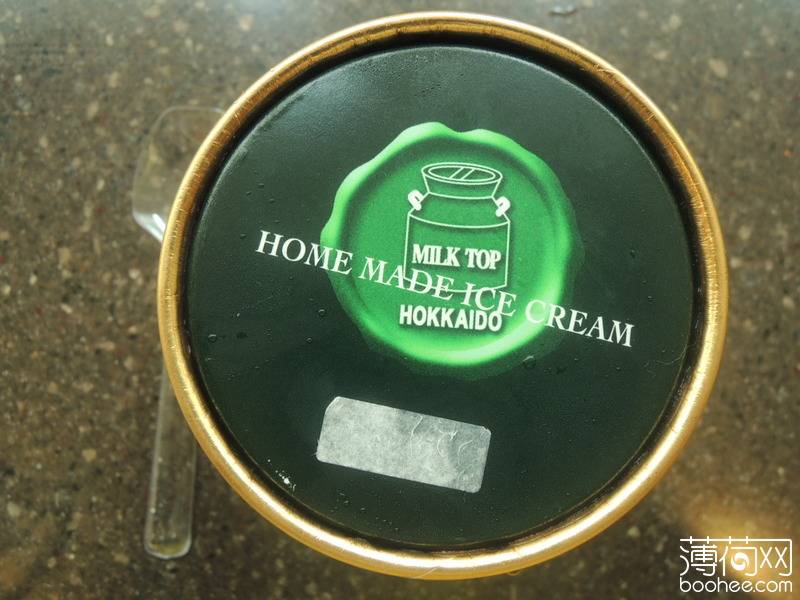 MILK TOP
HOME MADE ICE CREAM
HOKKAIDO
薄荷网
boohee.com